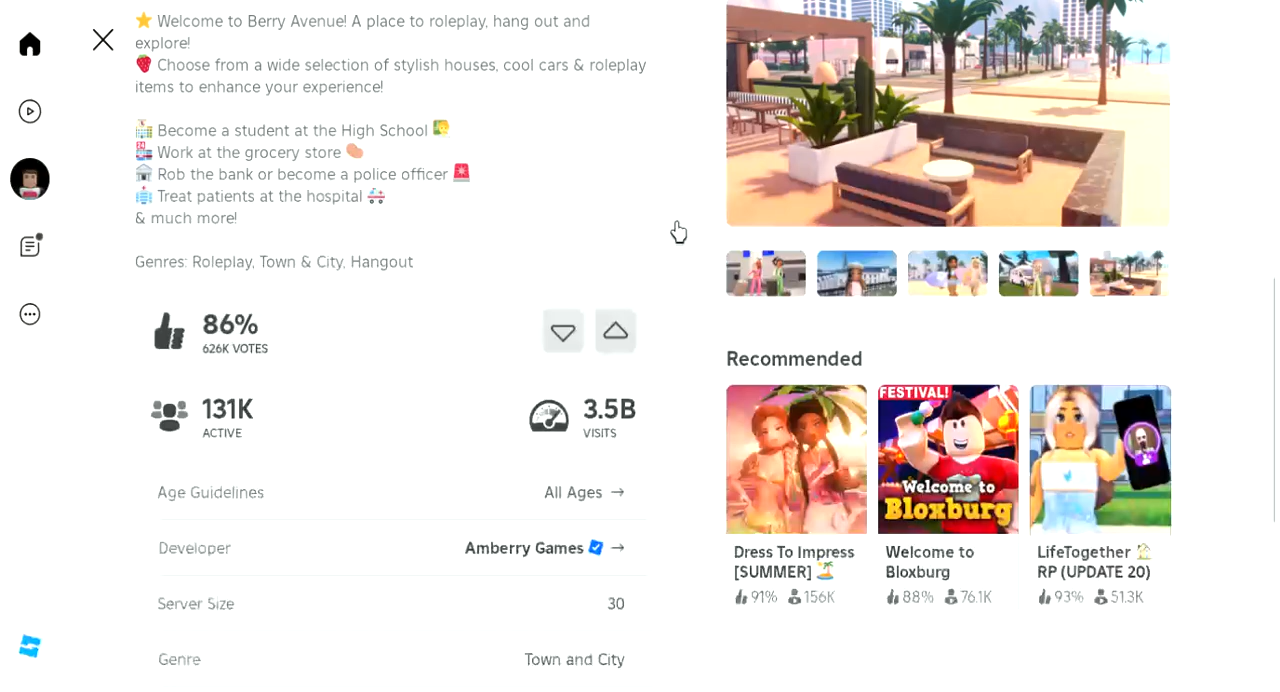 ⭐ Welcome to Berry Avenue! A place to roleplay, hang out and
explore!
🍓 Choose from a wide selection of stylish houses, cool cars & roleplay
items to enhance your experience!
🏫 Become a student at the High School 🙋
🏪 Work at the grocery store 🥔
🏦 Rob the bank or become a police officer 🚨
🏥 Treat patients at the hospital 🚑
& much more!
Genres: Roleplay, Town & City, Hangout
86%
626K VOTES
131K
ACTIVE
3.5B
VISITS
Age Guidelines All Ages →
Developer Amberry Games →
Server Size 30
Genre Town and City
Recommended
FESTIVAL!
Welcome to
Bloxburg
Dress To Impress
[SUMMER] 🏝️
91% 156K
Welcome to
Bloxburg
88% 76.1K
LifeTogether 🏝️
RP (UPDATE 20)
93% 51.3K